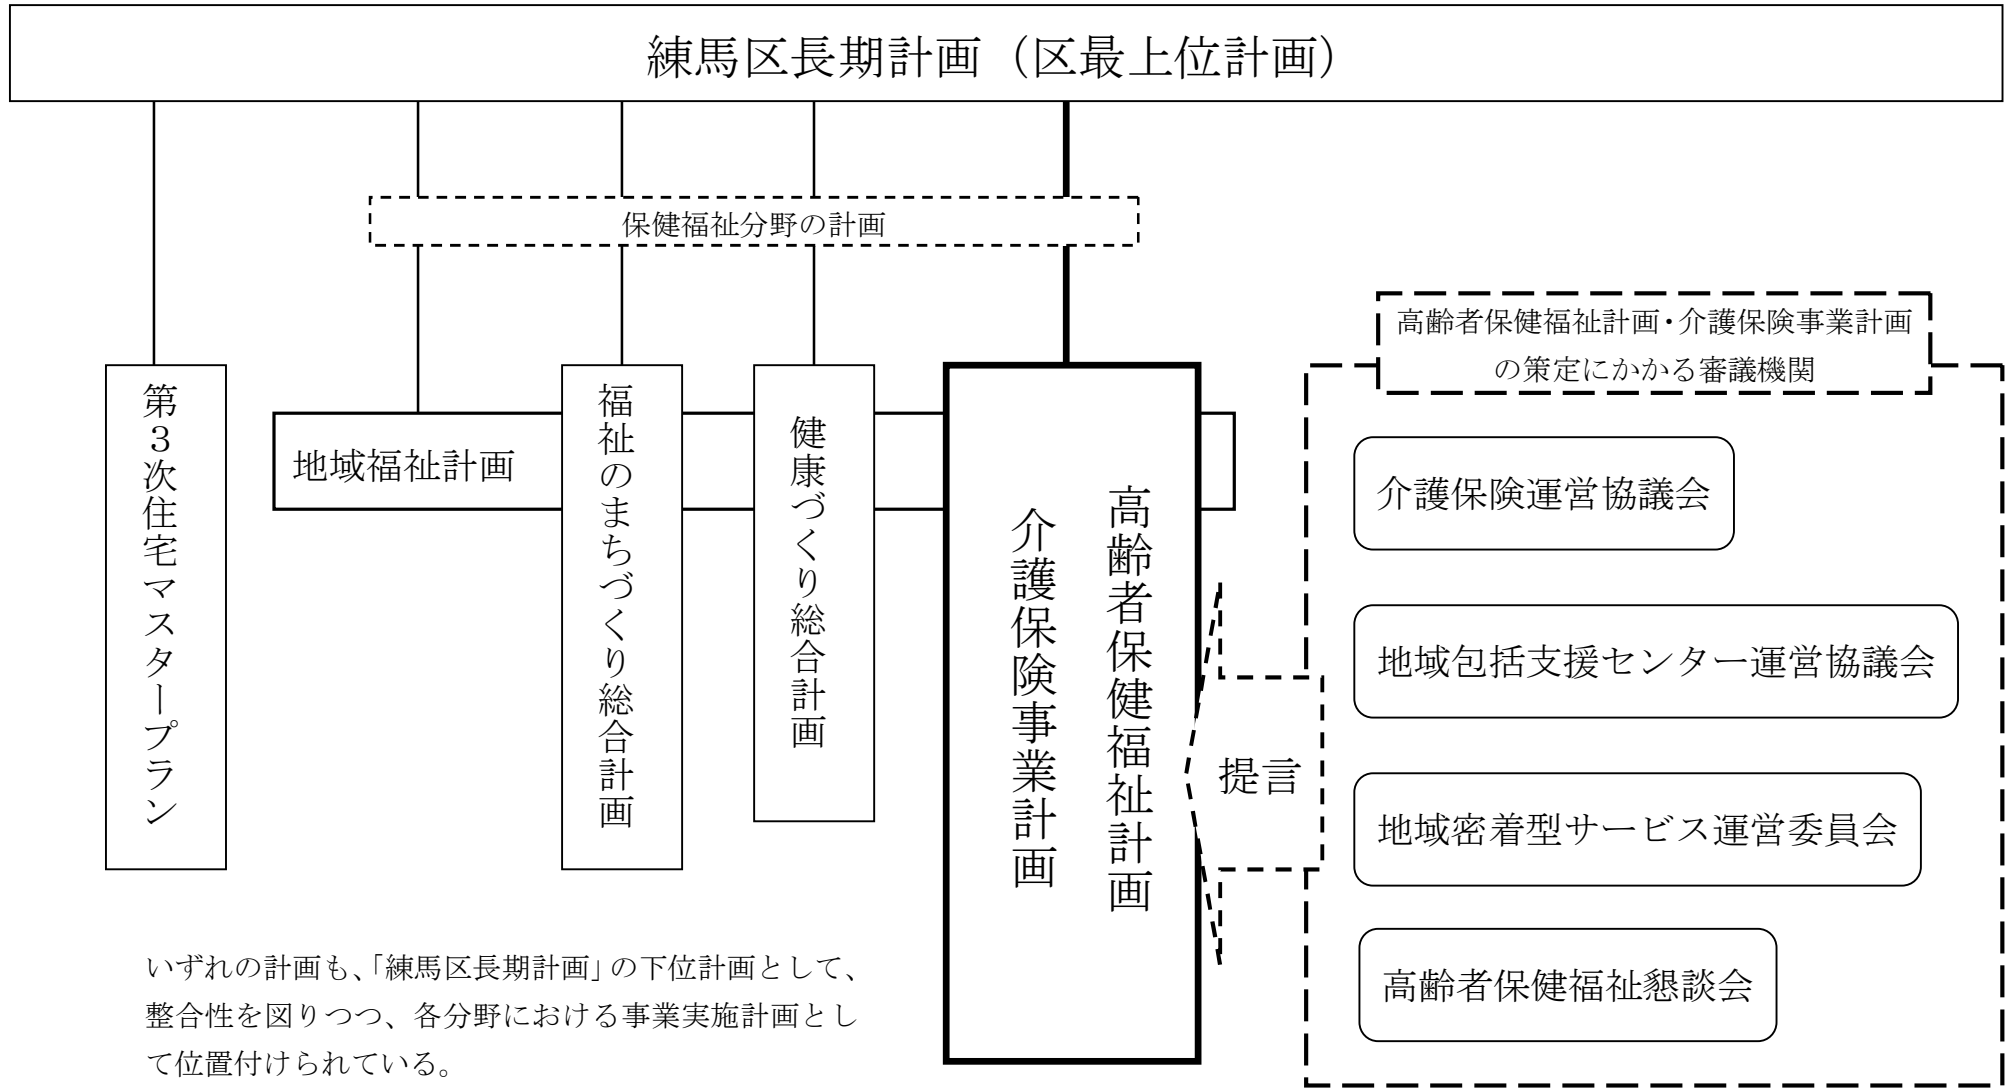 練馬区長期計画（区最上位計画）
保健福祉分野の計画
第３次住宅マスタープラン
地域福祉計画
福祉のまちづくり総合計画
健康づくり総合計画
高齢者保健福祉計画
介護保険事業計画
提言
高齢者保健福祉計画・介護保険事業計画
の策定にかかる審議機関
介護保険運営協議会
地域包括支援センター運営協議会
地域密着型サービス運営委員会
高齢者保健福祉懇談会
いずれの計画も、「練馬区長期計画」の下位計画として、
整合性を図りつつ、各分野における事業実施計画とし
て位置付けられている。